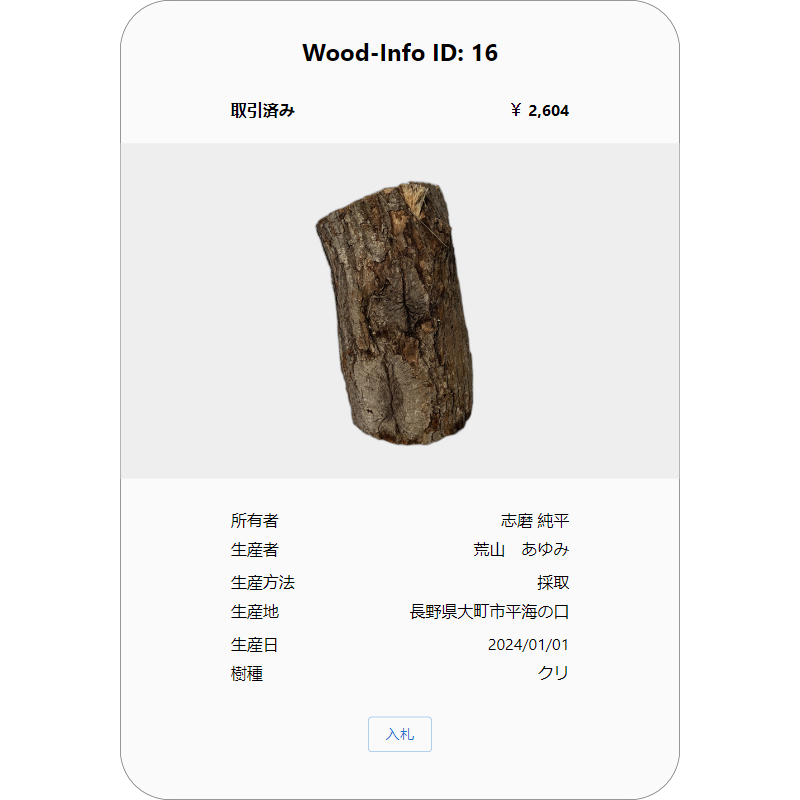 Wood-Info ID: 16
取引済み ￥ 2,604
所有者 志磨 純平
生産者 荒山　あゆみ
生産方法 採取
生産地 長野県大町市平海の口
生産日 2024/01/01
樹種 クリ
入札